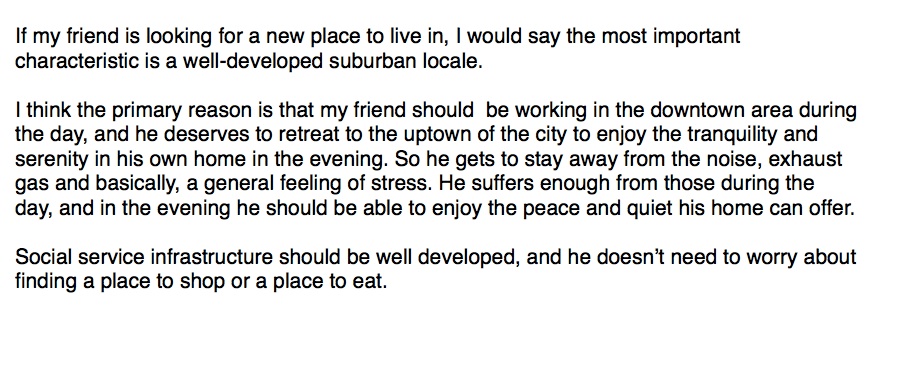 If my friend is looking for a new place to live in, I would say the most important
characteristic is a well-developed suburban locale.
I think the primary reason is that my friend should  be working in the downtown area during
the day, and he deserves to retreat to the uptown of the city to enjoy the tranquility and
serenity in his own home in the evening. So he gets to stay away from the noise, exhaust
gas and basically, a general feeling of stress. He suffers enough from those during the
day, and in the evening he should be able to enjoy the peace and quiet his home can offer.
Social service infrastructure should be well developed, and he doesn’t need to worry about
finding a place to shop or a place to eat.